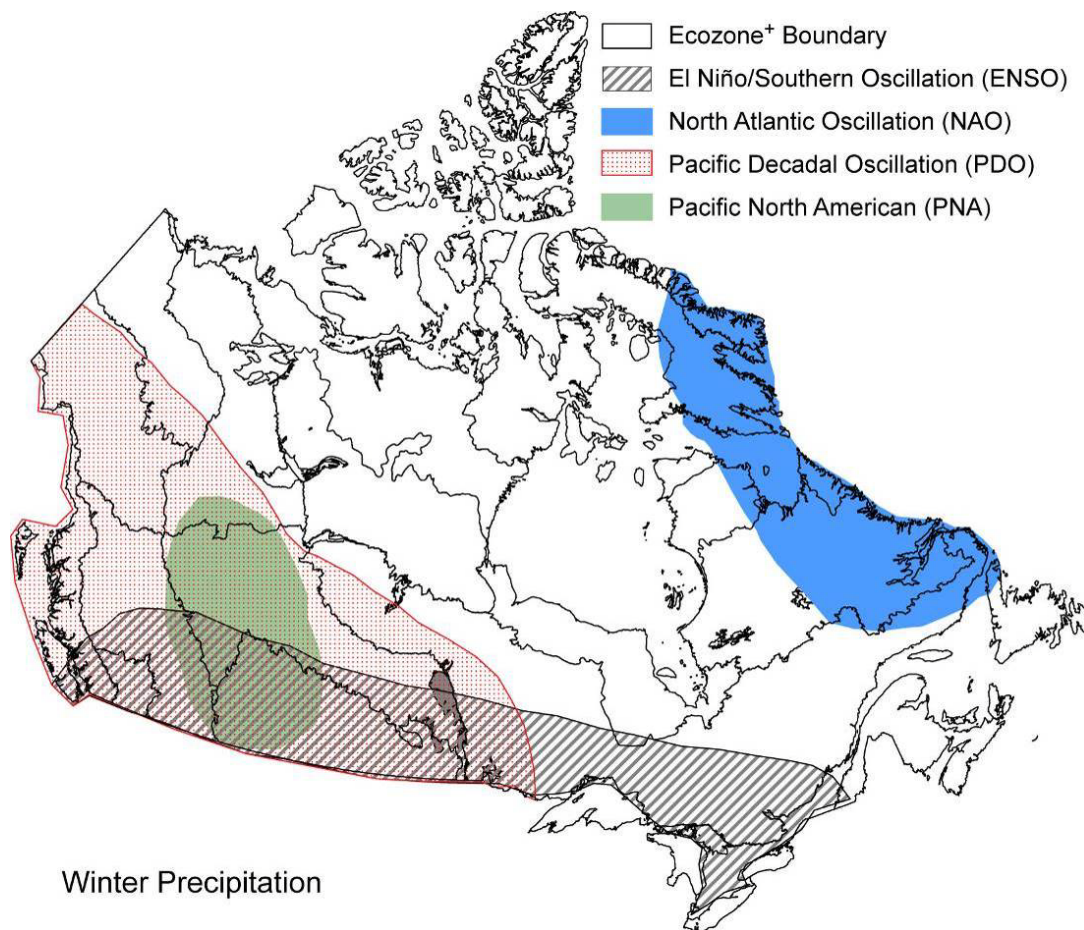 Ecozone⁺ Boundary
El Niño/Southern Oscillation (ENSO)
North Atlantic Oscillation (NAO)
Pacific Decadal Oscillation (PDO)
Pacific North American (PNA)
Winter Precipitation